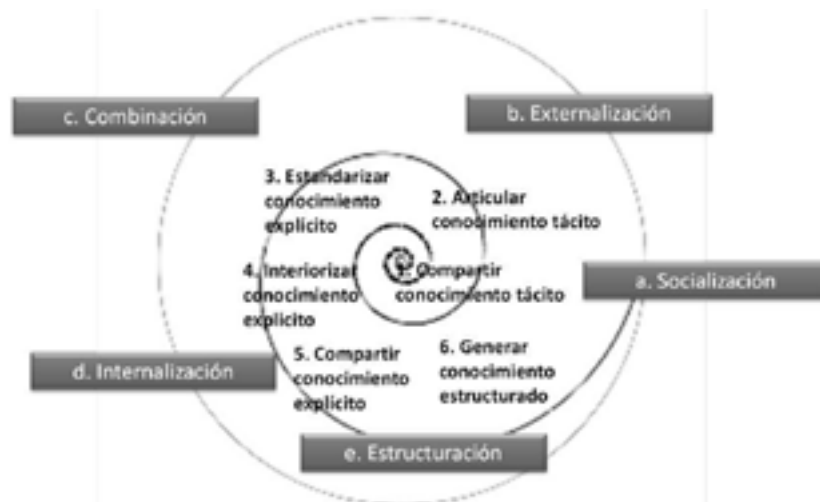 c. Combinación
b. Externalización
3. Estandarizar
conocimiento
explícito
2. Articular
conocimiento tácito
4. Interiorizar
conocimiento
explícito
1. Compartir
conocimiento tácito
a. Socialización
5. Compartir
conocimiento
explícito
6. Generar
conocimiento
estructurado
d. Internalización
e. Estructuración